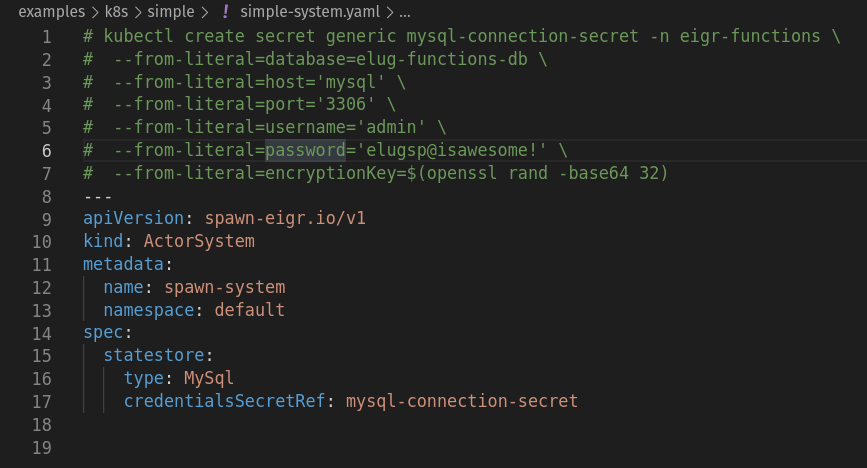 examples > k8s > simple > ! simple-system.yaml > ...
1 # kubectl create secret generic mysql-connection-secret -n eigr-functions \
2 #  --from-literal=database=elug-functions-db \
3 #  --from-literal=host='mysql' \
4 #  --from-literal=port='3306' \
5 #  --from-literal=username='admin' \
6 #  --from-literal=password='elugsp@isawesome!' \
7 #  --from-literal=encryptionKey=$(openssl rand -base64 32)
8 ---
9 apiVersion: spawn-eigr.io/v1
10 kind: ActorSystem
11 metadata:
12   name: spawn-system
13   namespace: default
14 spec:
15   statestore:
16     type: MySql
17     credentialsSecretRef: mysql-connection-secret
18
19